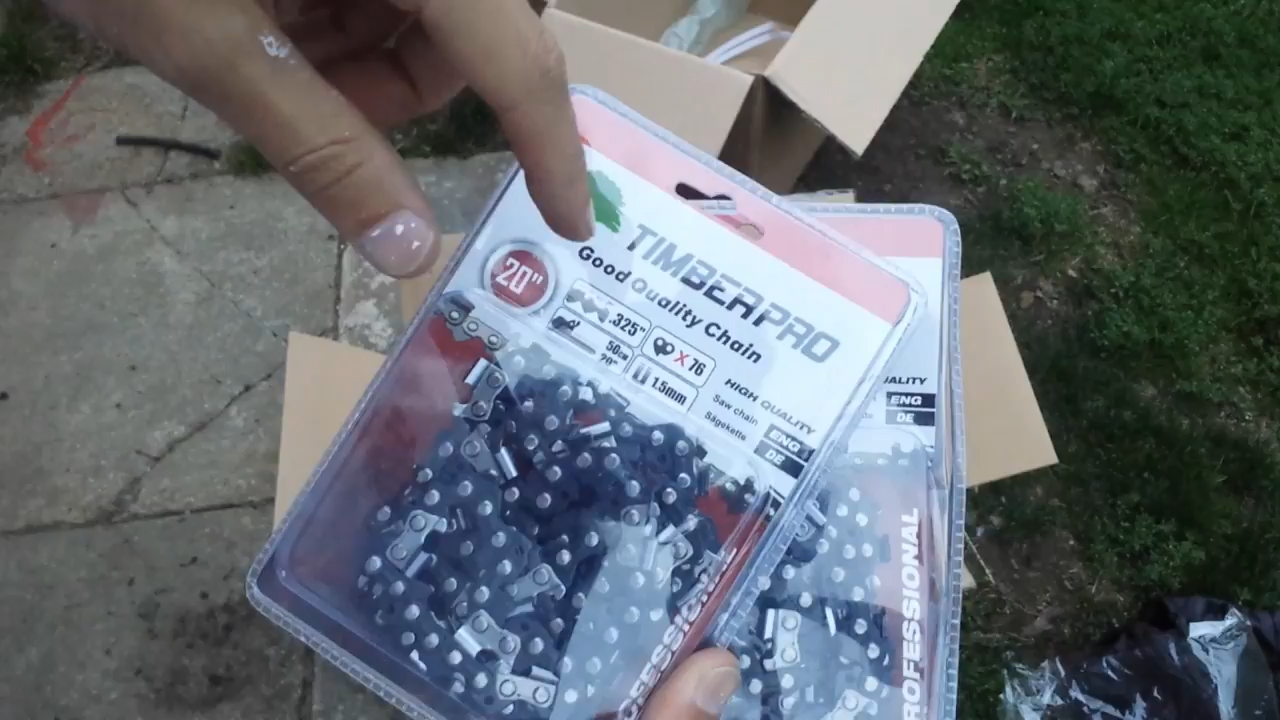 TIMBERPRO
Good Quality Chain
20"
.325"
X 76
50cm
20"
1.5mm
HIGH QUALITY
Saw chain
ENG
Sägekette
DE
PROFESSIONAL
ENG
DE